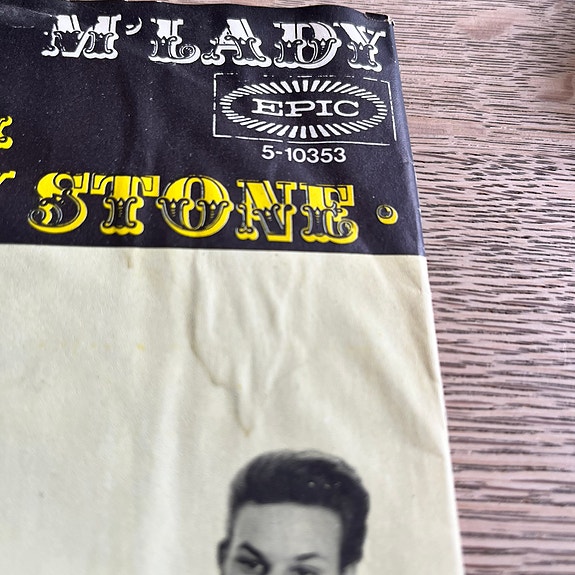 M'LADY
EPIC
5-10353
STONE •